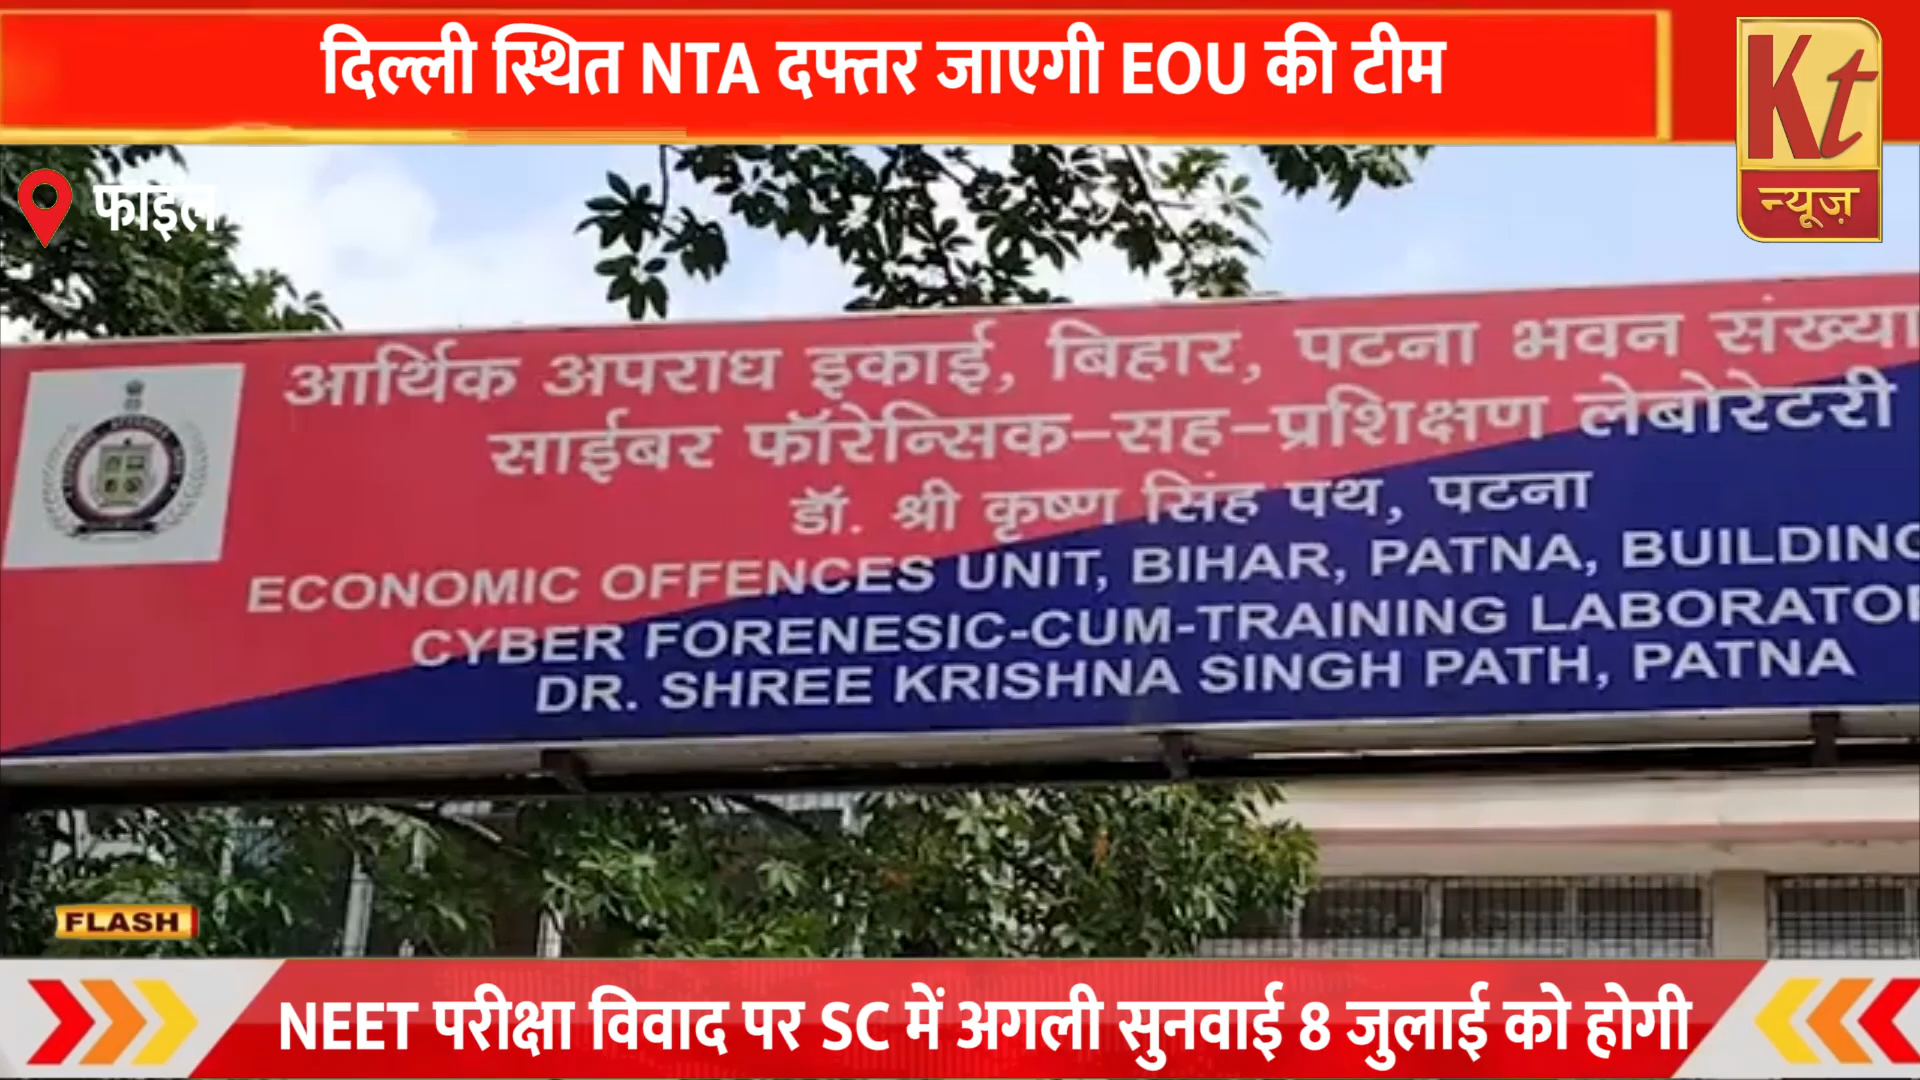 दिल्ली स्थित NTA दफ्तर जाएगी EOU की टीम
Kt
न्यूज़
फाइल
आर्थिक अपराध इकाई, बिहार, पटना भवन संख्या
साईबर फॉरेन्सिक-सह-प्रशिक्षण लेबोरेटरी
डॉ. श्री कृष्ण सिंह पथ, पटना
ECONOMIC OFFENCES UNIT, BIHAR, PATNA, BUILDING
CYBER FORENESIC-CUM-TRAINING
DR. SHREE KRISHNA SINGH PATH, PATNA
FLASH
NEET परीक्षा विवाद पर SC में अगली सुनवाई 8 जुलाई को होगी